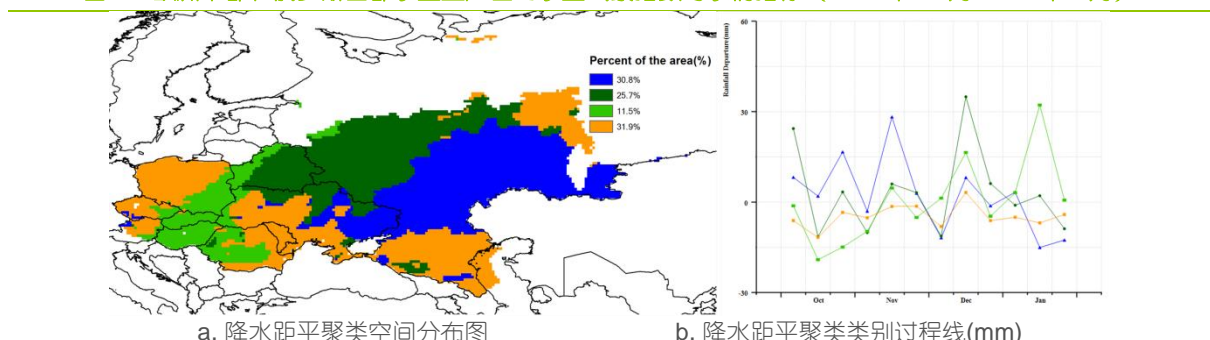 Percent of the area(%)
30.8%
25.7%
11.5%
31.9%
Rainfall Departure(mm)
60
30
0
-30
Oct
Nov
Dec
Jan
a. 降水距平聚类空间分布图
b. 降水距平聚类类别过程线(mm)